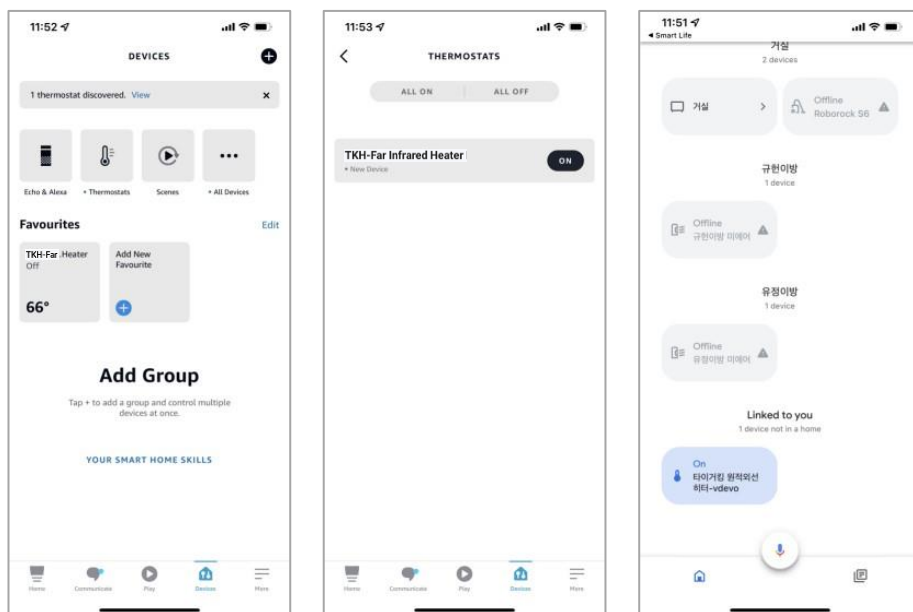 11:52
DEVICES
1 thermostat discovered. View
Echo & Alexa
+ Thermostats
Scenes
+ All Devices
Favourites
Edit
TKH-Far .Heater
Off
66°
Add New
Favourite
Add Group
Tap + to add a group and control multiple
devices at once.
YOUR SMART HOME SKILLS
Home
Communicate
Play
Devices
More
11:53
THERMOSTATS
ALL ON
ALL OFF
TKH-Far Infrared Heater
• New Device
ON
Home
Communicate
Play
Devices
More
11:51
◀ Smart Life
거실
2 devices
거실
Offline
Roborock S6
규헌이방
1 device
Offline
규헌이방 미에어
유정이방
1 device
Offline
유정이방 미에어
Linked to you
1 device not in a home
On
타이거킹 원적외선
히터-vdevo